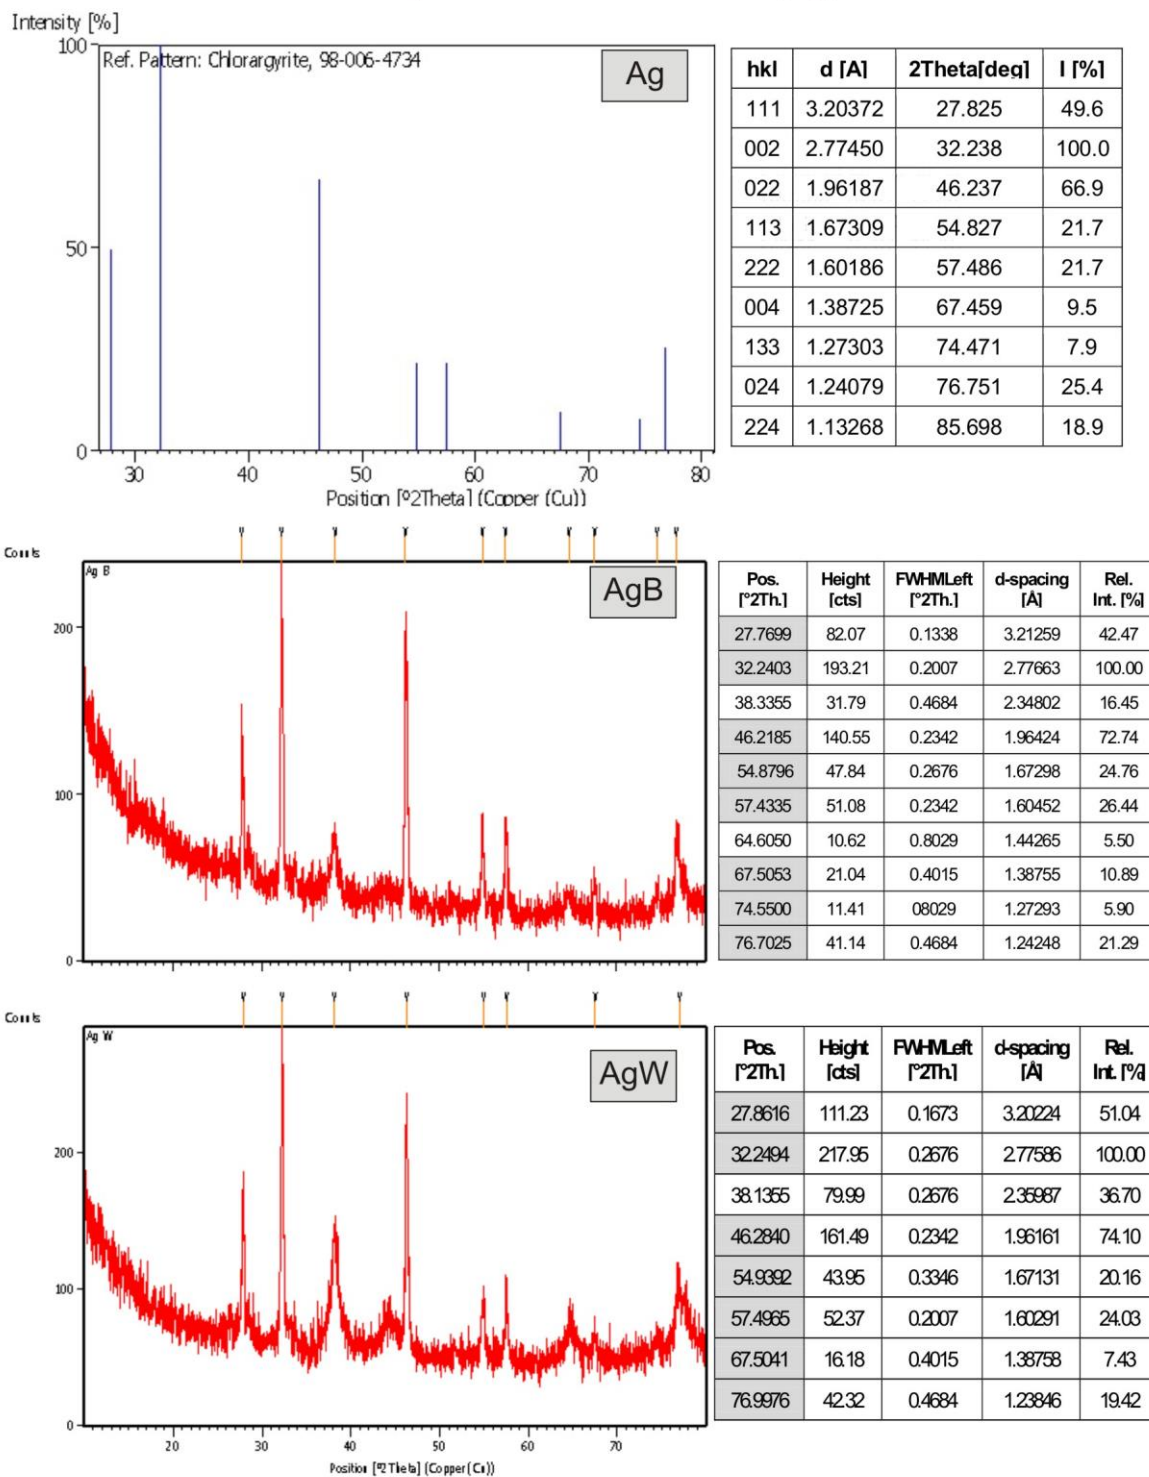 Intensity [%]
100
Ref. Pattern: Chlorargyrite, 98-006-4734
Ag
50
0
30 40 50 60 70 80
Position [º2Theta] (Copper (Cu))
hkl d [A] 2Theta[deg] I [%]
111 3.20372 27.825 49.6
002 2.77450 32.238 100.0
022 1.96187 46.237 66.9
113 1.67309 54.827 21.7
222 1.60186 57.486 21.7
004 1.38725 67.459 9.5
133 1.27303 74.471 7.9
024 1.24079 76.751 25.4
224 1.13268 85.698 18.9
Counts
Ag B
AgB
200
100
0
Pos. [°2Th.] Height [cts] FWHMLeft [°2Th.] d-spacing [Å] Rel. Int. [%]
27.7699 82.07 0.1338 3.21259 42.47
32.2403 193.21 0.2007 2.77663 100.00
38.3355 31.79 0.4684 2.34802 16.45
46.2185 140.55 0.2342 1.96424 72.74
54.8796 47.84 0.2676 1.67298 24.76
57.4335 51.08 0.2342 1.60452 26.44
64.6050 10.62 0.8029 1.44265 5.50
67.5053 21.04 0.4015 1.38755 10.89
74.5500 11.41 08029 1.27293 5.90
76.7025 41.14 0.4684 1.24248 21.29
20 30 40 50 60 70
Counts
Ag W
AgW
200
100
0
20 30 40 50 60 70
Position [º2Theta] (Copper (Cu))
Pos. [°2Th.] Height [cts] FWHMLeft [°2Th.] d-spacing [Å] Rel. Int. [%]
27.8616 111.23 0.1673 3.20224 51.04
32.2494 217.95 0.2676 2.77586 100.00
38.1355 79.99 0.2676 2.35987 36.70
46.2840 161.49 0.2342 1.96161 74.10
54.9392 43.95 0.3346 1.67131 20.16
57.4965 52.37 0.2007 1.60291 24.03
67.5041 16.18 0.4015 1.38758 7.43
76.9976 42.32 0.4684 1.23846 19.42